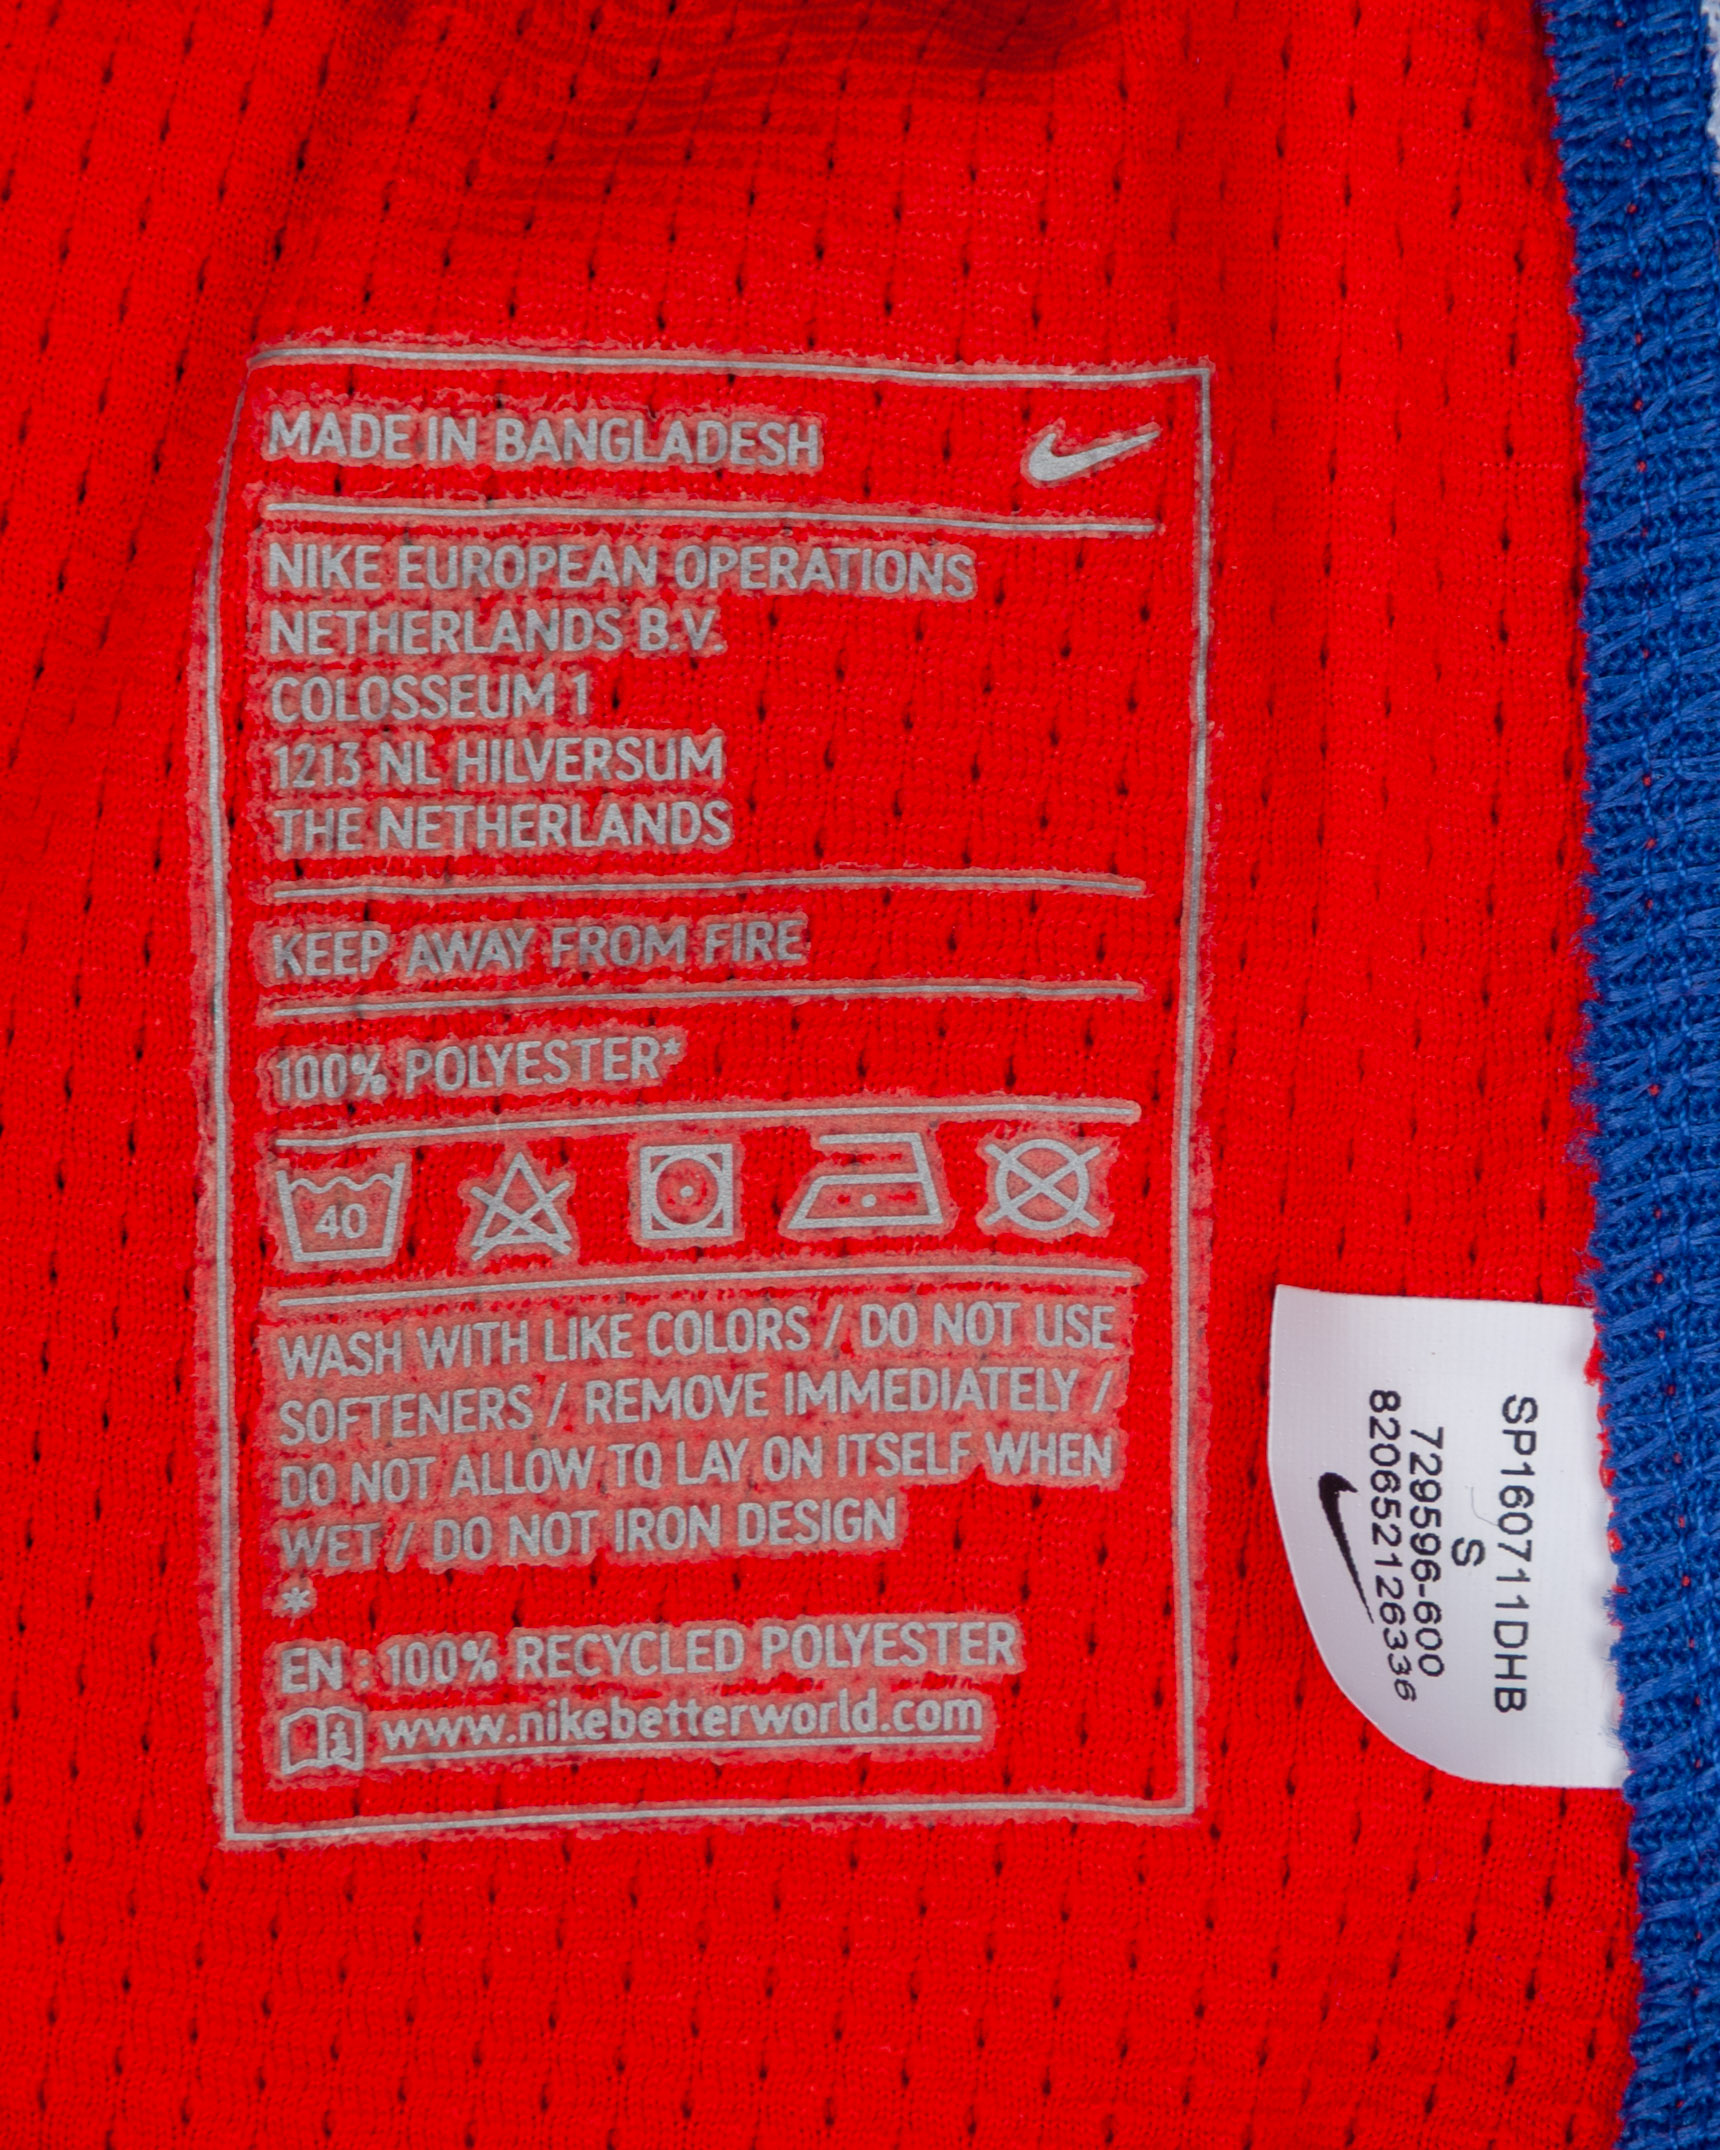 MADE IN BANGLADESH
NIKE EUROPEAN OPERATIONS
NETHERLANDS B.V.
COLOSSEUM 1
1213 NL HILVERSUM
THE NETHERLANDS
KEEP AWAY FROM FIRE
100% POLYESTER*
40
WASH WITH LIKE COLORS / DO NOT USE
SOFTENERS / REMOVE IMMEDIATELY /
DO NOT ALLOW TO LAY ON ITSELF WHEN
WET / DO NOT IRON DESIGN
*
EN : 100% RECYCLED POLYESTER
www.nikebetterworld.com
SP160711DHB
S
729596-600
820652126336